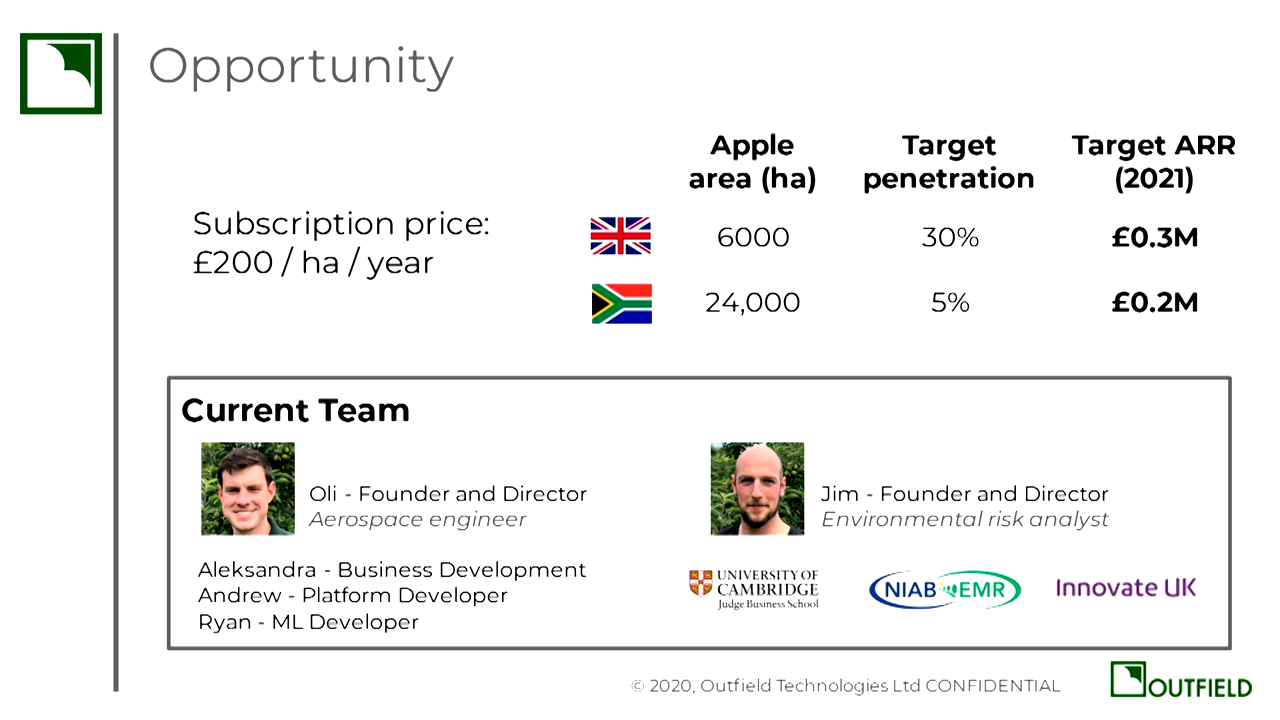 Opportunity
Apple area (ha)
Target penetration
Target ARR (2021)
Subscription price:
£200 / ha / year
6000 30% £0.3M
24,000 5% £0.2M
Current Team
Oli - Founder and Director
Aerospace engineer
Jim - Founder and Director
Environmental risk analyst
Aleksandra - Business Development
Andrew - Platform Developer
Ryan - ML Developer
UNIVERSITY OF
CAMBRIDGE
Judge Business School
NIAB EMR
Innovate UK
© 2020, Outfield Technologies Ltd CONFIDENTIAL
OUTFIELD